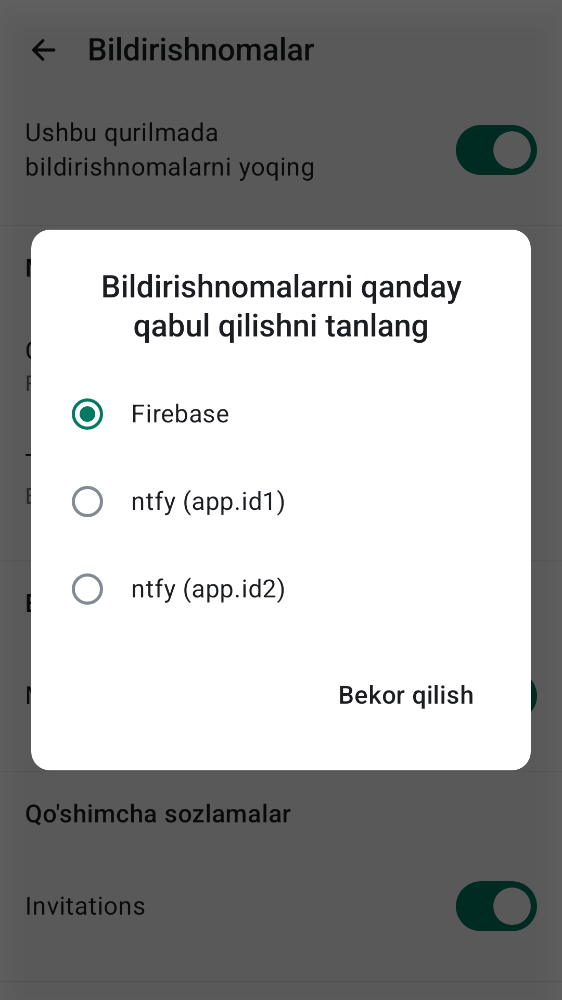 Bildirishnomalar
Ushbu qurilmada
bildirishnomalarni yoqing
Bildirishnomalarni qanday
qabul qilishni tanlang
Firebase
ntfy (app.id1)
ntfy (app.id2)
Bekor qilish
Qo'shimcha sozlamalar
Invitations